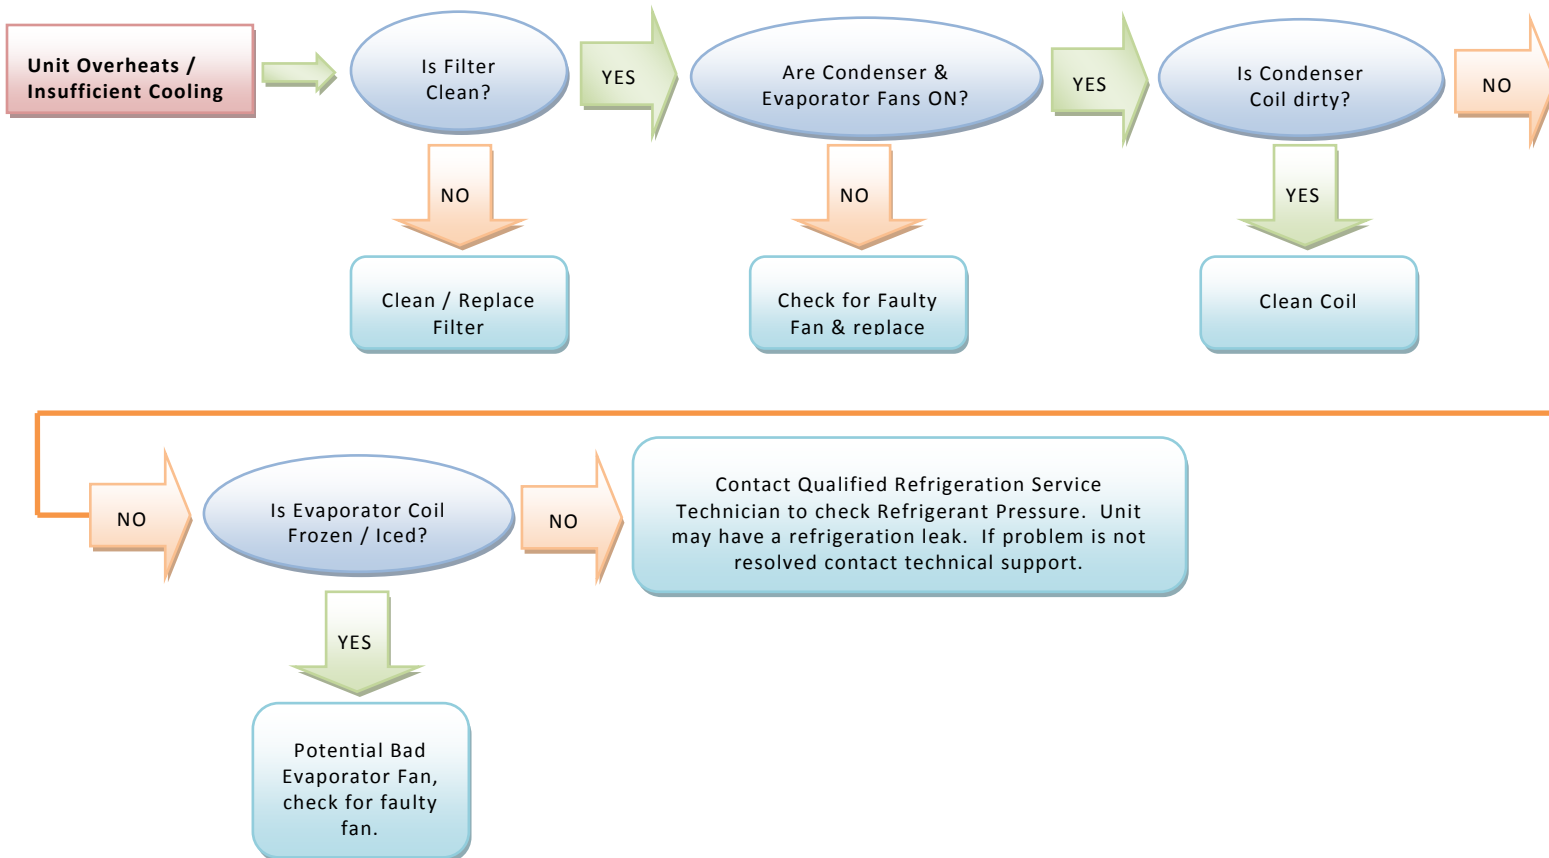 Unit Overheats /
Insufficient Cooling
Is Filter
Clean?
YES
Are Condenser &
Evaporator Fans ON?
YES
Is Condenser
Coil dirty?
NO
NO
NO
YES
Clean / Replace
Filter
Check for Faulty
Fan & replace
Clean Coil
NO
Is Evaporator Coil
Frozen / Iced?
NO
Contact Qualified Refrigeration Service
Technician to check Refrigerant Pressure. Unit
may have a refrigeration leak. If problem is not
resolved contact technical support.
YES
Potential Bad
Evaporator Fan,
check for faulty
fan.